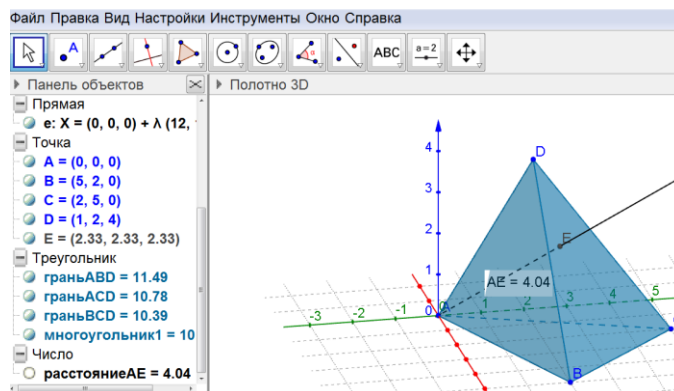 Файл Правка Вид Настройки Инструменты Окно Справка
A ABC a=2
Панель объектов
Полотно 3D
Прямая
e: X = (0, 0, 0) + λ (12,
Точка
A = (0, 0, 0)
B = (5, 2, 0)
C = (2, 5, 0)
D = (1, 2, 4)
E = (2.33, 2.33, 2.33)
Треугольник
граньABD = 11.49
граньACD = 10.78
граньBCD = 10.39
многоугольник1 = 10
Число
расстояниеAE = 4.04
4
D
3
2
E
1
AE = 4.04
-3 -2 -1 0 A 1 2 3 4 5
B